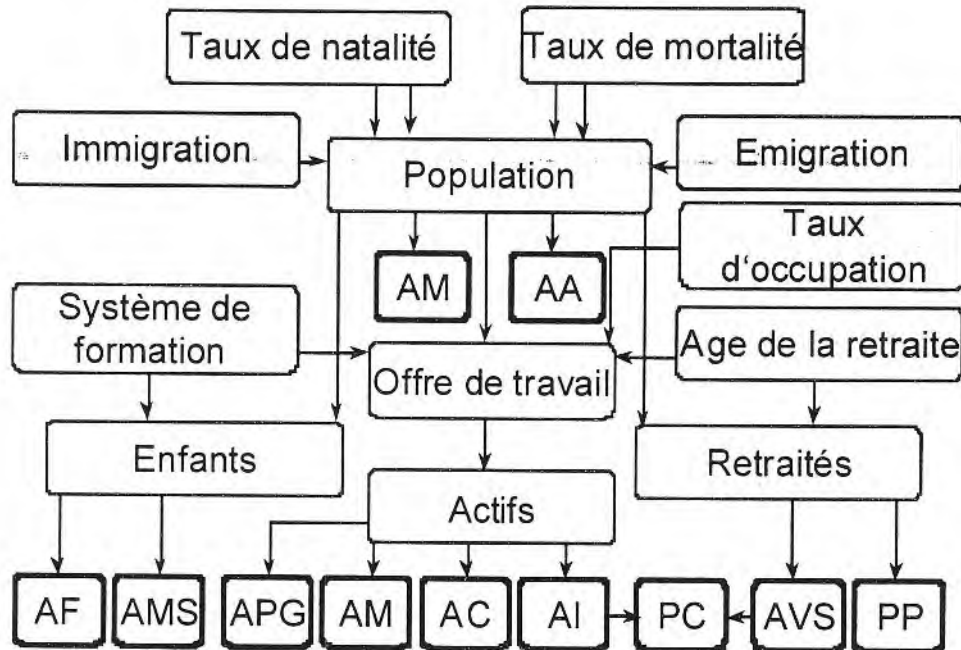 Taux de natalité
Taux de mortalité
Immigration
Population
Emigration
Taux
d'occupation
AM
AA
Système de
formation
Age de la retraite
Offre de travail
Enfants
Retraités
Actifs
AF
AMS
APG
AM
AC
AI
PC
AVS
PP